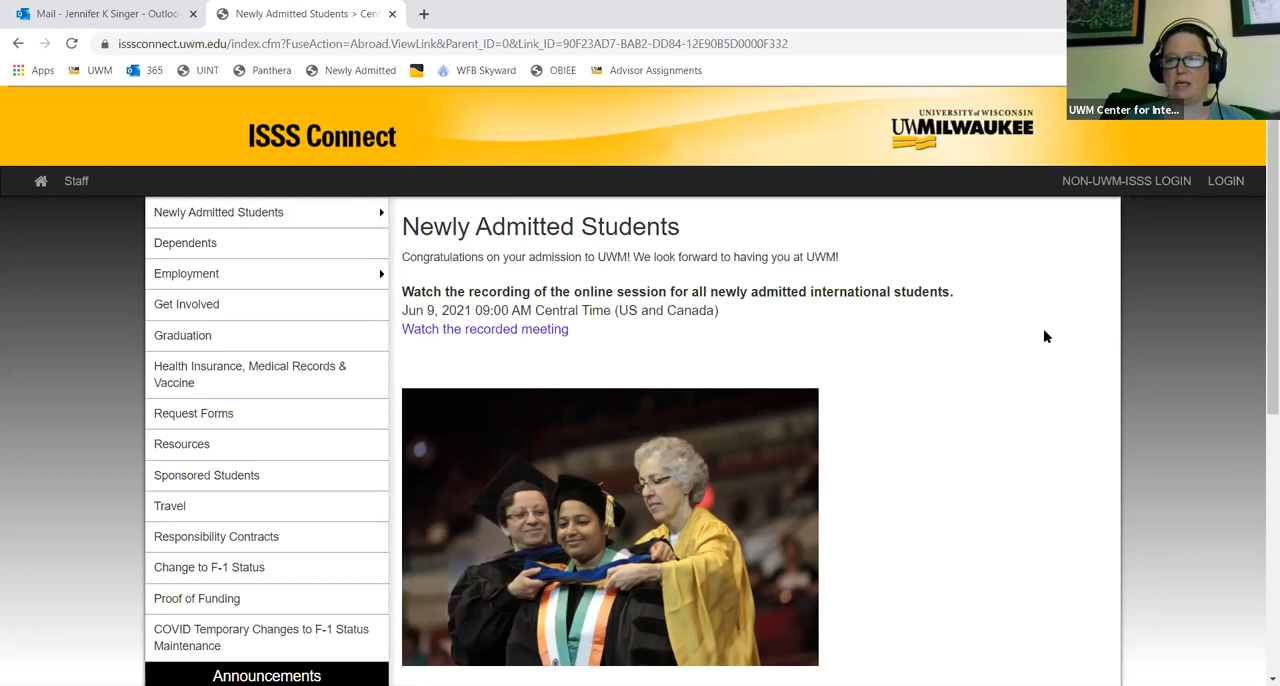 Mail - Jennifer K Singer - Outloo
Newly Admitted Students > Cent
isssconnect.uwm.edu/index.cfm?FuseAction=Abroad.ViewLink&Parent_ID=0&Link_ID=90F23AD7-BAB2-DD84-12E90B5D0000F332
Apps UWM 365 UINT Panthera Newly Admitted WFB Skyward OBIEE Advisor Assignments
UWM Center for Inte...
ISSS Connect
UNIVERSITY of WISCONSIN
UWMILWAUKEE
Staff
NON-UWM-ISSS LOGIN LOGIN
Newly Admitted Students
Dependents
Employment
Get Involved
Graduation
Health Insurance, Medical Records &
Vaccine
Request Forms
Resources
Sponsored Students
Travel
Responsibility Contracts
Change to F-1 Status
Proof of Funding
COVID Temporary Changes to F-1 Status
Maintenance
Announcements
Newly Admitted Students
Congratulations on your admission to UWM! We look forward to having you at UWM!
Watch the recording of the online session for all newly admitted international students.
Jun 9, 2021 09:00 AM Central Time (US and Canada)
Watch the recorded meeting